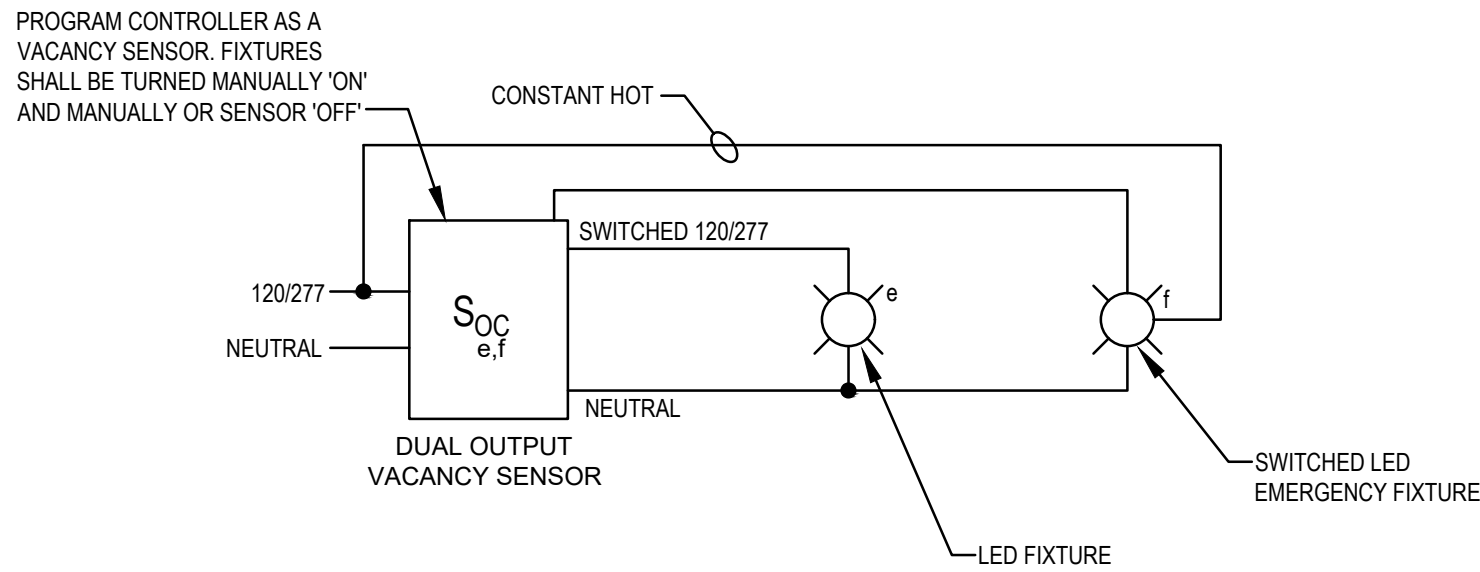 PROGRAM CONTROLLER AS A
VACANCY SENSOR. FIXTURES
SHALL BE TURNED MANUALLY 'ON'
AND MANUALLY OR SENSOR 'OFF'
CONSTANT HOT
SWITCHED 120/277
120/277
NEUTRAL
SOC
e,f
e
f
NEUTRAL
DUAL OUTPUT
VACANCY SENSOR
SWITCHED LED
EMERGENCY FIXTURE
LED FIXTURE